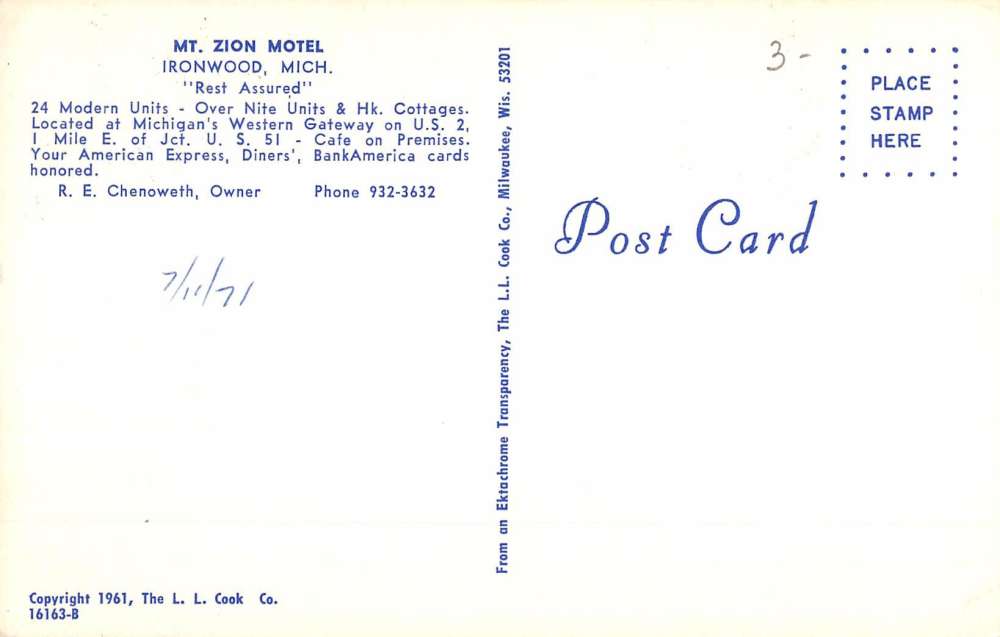 MT. ZION MOTEL
IRONWOOD, MICH.
"Rest Assured"
24 Modern Units - Over Nite Units & Hk. Cottages.
Located at Michigan's Western Gateway on U.S. 2,
1 Mile E. of Jct. U. S. 51 - Cafe on Premises.
Your American Express, Diners', BankAmerica cards
honored.
R. E. Chenoweth, Owner Phone 932-3632
7/11/71
Copyright 1961, The L. L. Cook Co.
16163-B
From an Ektachrome Transparency, The L.L. Cook Co., Milwaukee, Wis. 53201
3-
PLACE
STAMP
HERE
Post Card